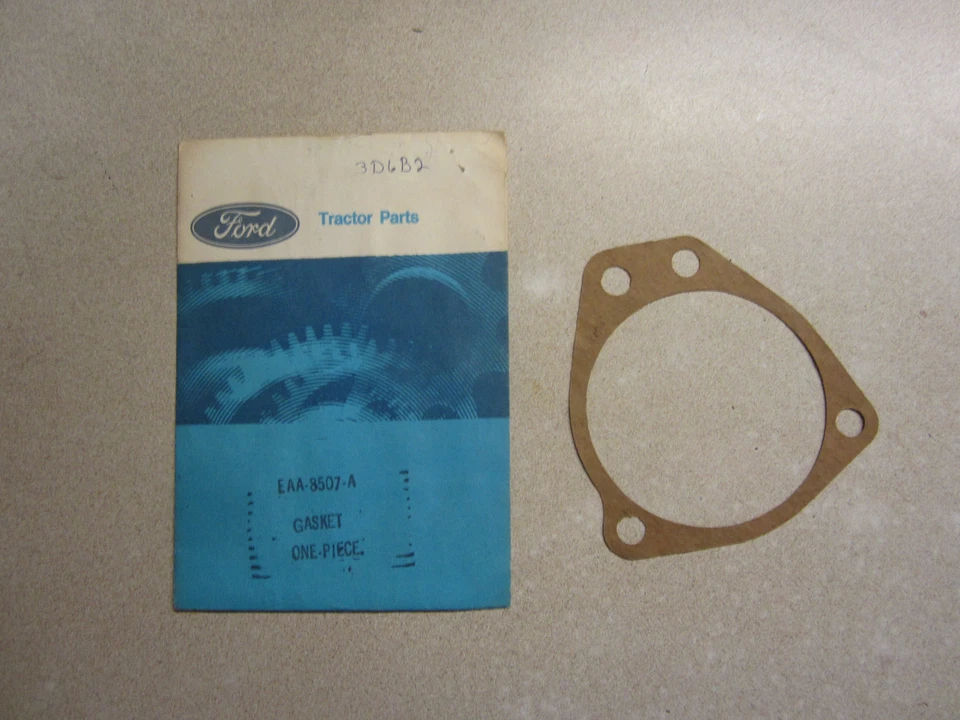 3D6B2
Ford
Tractor Parts
EAA-8507-A
GASKET
ONE-PIECE.